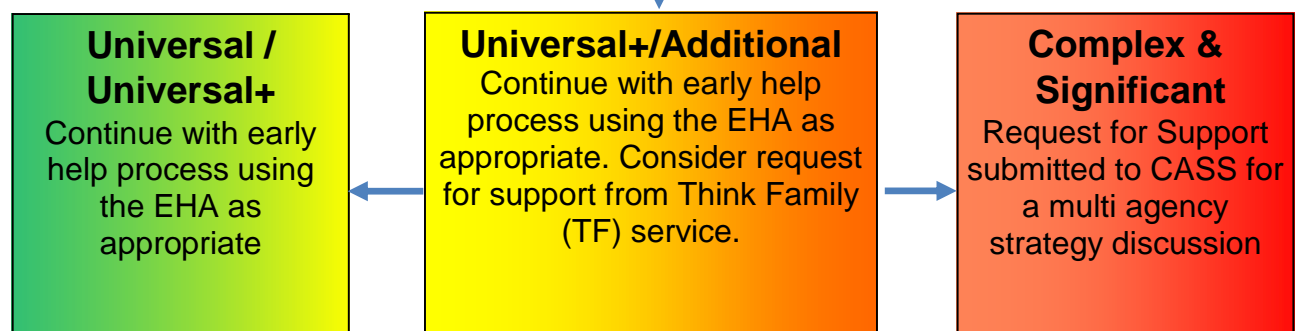 Universal /
Universal+
Continue with early
help process using
the EHA as
appropriate
Universal+/Additional
Continue with early help
process using the EHA as
appropriate. Consider request
for support from Think Family
(TF) service.
Complex &
Significant
Request for Support
submitted to CASS for
a multi agency
strategy discussion